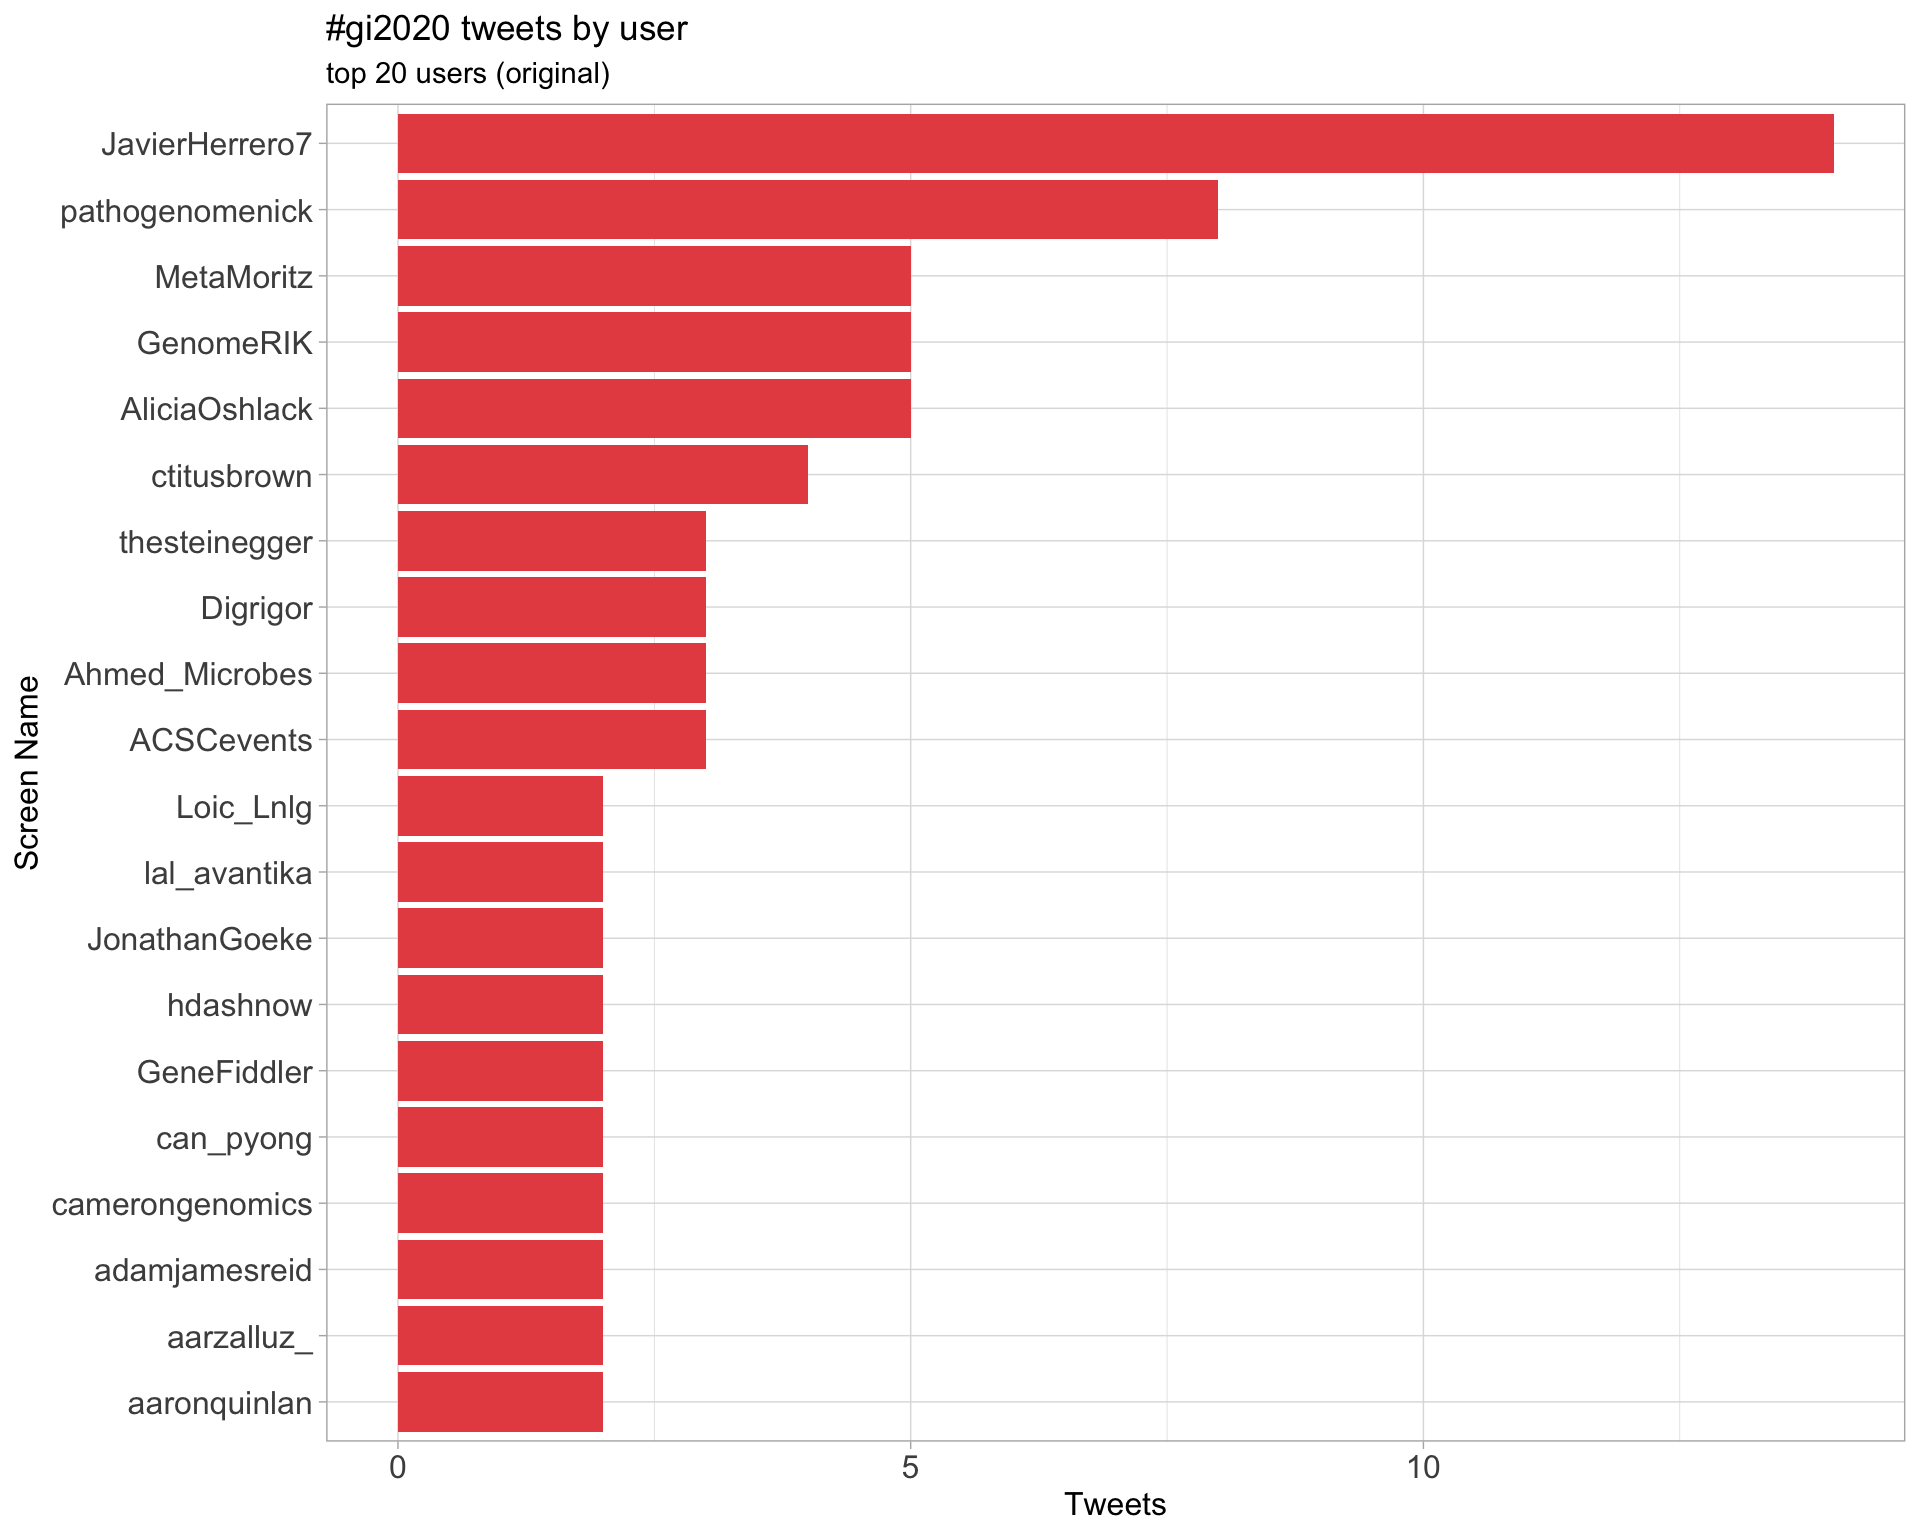 #gi2020 tweets by user
top 20 users (original)
JavierHerrero7
pathogenomenick
MetaMoritz
GenomeRIK
AliciaOshlack
ctitusbrown
thesteinegger
Digrigor
Ahmed_Microbes
ACSCevents
Loic_Lnlg
lal_avantika
JonathanGoeke
hdashnow
GeneFiddler
can_pyong
camerongenomics
adamjamesreid
aarzalluz_
aaronquinlan
Screen Name
0 5 10
Tweets